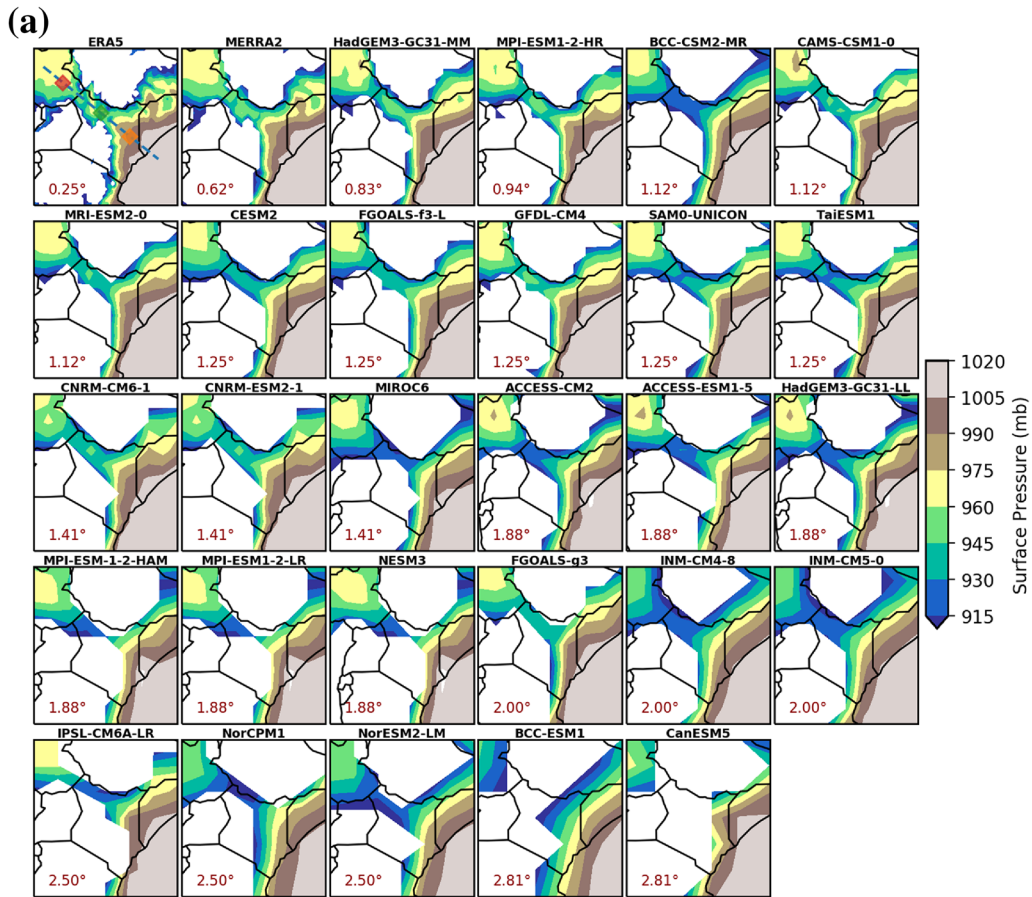 (a)
ERA5 MERRA2 HadGEM3-GC31-MM MPI-ESM1-2-HR BCC-CSM2-MR CAMS-CSM1-0
0.25° 0.62° 0.83° 0.94° 1.12° 1.12°
MRI-ESM2-0 CESM2 FGOALS-f3-L GFDL-CM4 SAM0-UNICON TaiESM1
1.12° 1.25° 1.25° 1.25° 1.25° 1.25°
CNRM-CM6-1 CNRM-ESM2-1 MIROC6 ACCESS-CM2 ACCESS-ESM1-5 HadGEM3-GC31-LL
1.41° 1.41° 1.41° 1.88° 1.88° 1.88°
MPI-ESM-1-2-HAM MPI-ESM1-2-LR NESM3 FGOALS-g3 INM-CM4-8 INM-CM5-0
1.88° 1.88° 1.88° 2.00° 2.00° 2.00°
IPSL-CM6A-LR NorCPM1 NorESM2-LM BCC-ESM1 CanESM5
2.50° 2.50° 2.50° 2.81° 2.81°
1020
1005
990
975
960
945
930
915
Surface Pressure (mb)